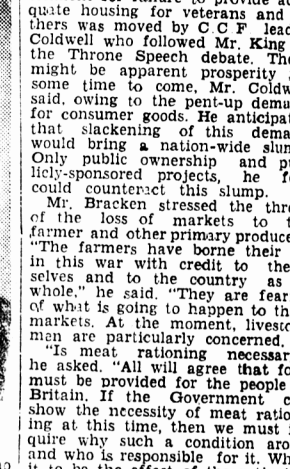 quate housing for veterans and
thers was moved by C C F lead
Coldwell who followed Mr. King
the Throne Speech debate. The
might be apparent prosperity
some time to come, Mr. Coldw
said, owing to the pent-up dema
for consumer goods. He anticipat
that slackening of this dema
would bring a nation-wide slum
Only public ownership and pu
licly-sponsored projects, he f
could counteract this slump.
Mr. Bracken stressed the thre
of the loss of markets to t
farmer and other primary produce
"The farmers have borne their
in this war with credit to the
selves and to the country as
whole," he said. "They are fear
of what is going to happen to th
markets. At the moment, livesto
men are particularly concerned.
"Is meat rationing necessar
he asked. "All will agree that fo
must be provided for the people
Britain. If the Government c
show the necessity of meat ratio
ing at this time, then we must i
quire why such a condition aro
and who is responsible for it. Wh